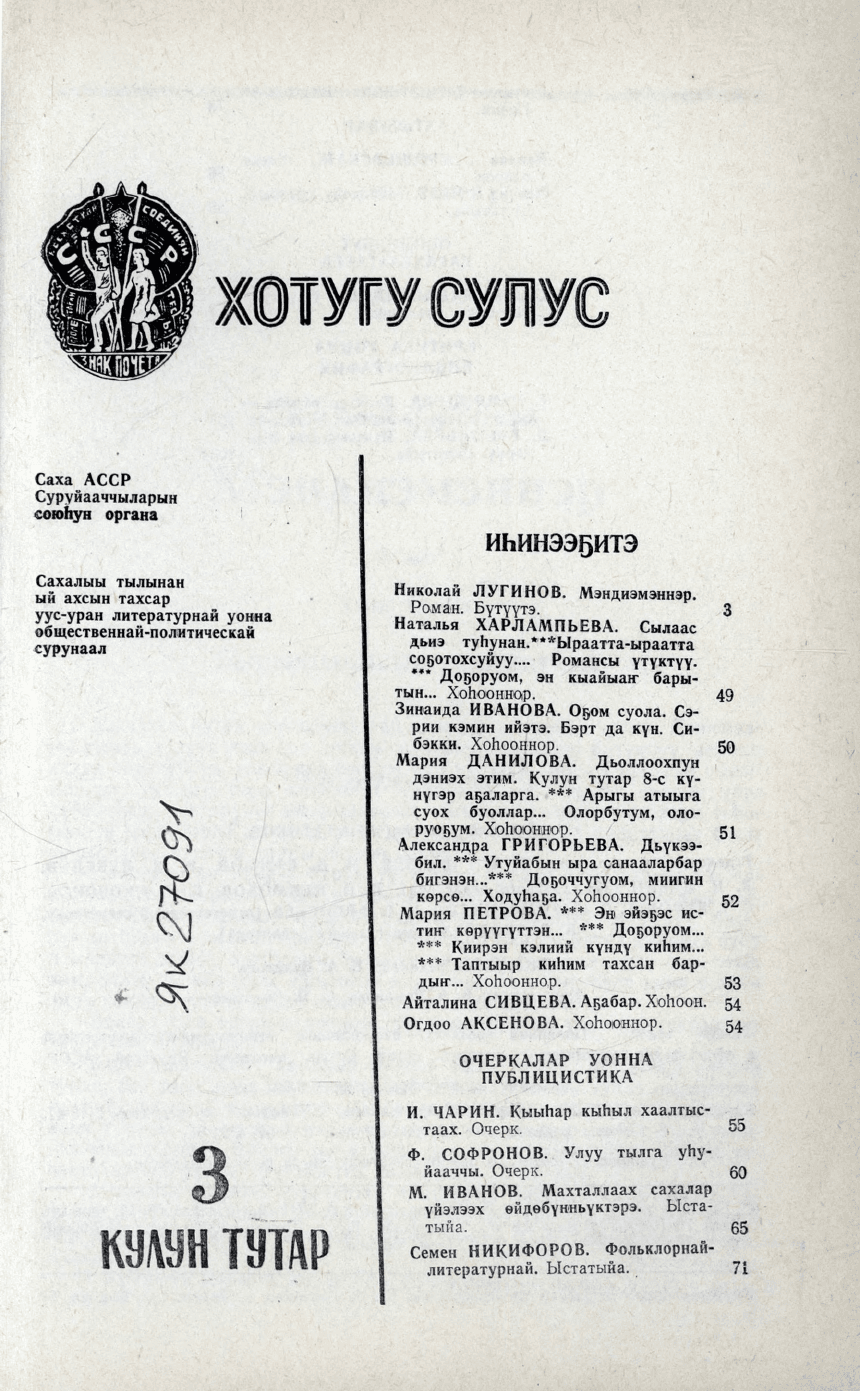 СССР
ЗНАК ПОЧЕТА
ХОТУГУ СУЛУС
Саха АССР
Суруйааччыларын
союһун органа
Сахалыы тылынан
ый ахсын тахсар
уус-уран литературнай уонна
общественнай-политическай
сурунаал
ЯК27091
3
КУЛУН ТУТАР
ИҺИНЭЭҔИТЭ
Николай ЛУГИНОВ. Мэндиэмэннэр.
Роман. Бүтүүтэ. 3
Наталья ХАРЛАМПЬЕВА. Сылаас
дьиэ туһунан.***Ыраатта-ыраатта
соҕотохсуйуу.... Романсы үтүктүү.
*** Доҕоруом, эн кыайыаҥ бары-
тын... Хоһооннор. 49
Зинаида ИВАНОВА. Оҕом суола. Сэ-
рии кэмин ийэтэ. Бэрт да күн. Си-
бэкки. Хоһооннор. 50
Мария ДАНИЛОВА. Дьоллоохпун
дэниэх этим. Кулун тутар 8-с кү-
нүгэр аҕаларга. *** Арыгы атыыга
суох буоллар... Олорбутум, оло-
руоҕум. Хоһооннор. 51
Александра ГРИГОРЬЕВА. Дьүкээ-
бил. *** Утуйабын ыра санааларбар
бигэнэн...*** Доҕоччугуом, миигин
көрсө... Ходуһаҕа. Хоһооннор. 52
Мария ПЕТРОВА. *** Эн эйэҕэс ис-
тиҥ көрүүгүттэн... *** Доҕоруом...
*** Киирэн кэлиий күндү киһим...
*** Таптыыр киһим тахсан бар-
дыҥ... Хоһооннор. 53
Айталина СИВЦЕВА. Аҕабар. Хоһоон. 54
Огдоо АКСЕНОВА. Хоһооннор. 54
ОЧЕРКАЛАР УОННА
ПУБЛИЦИСТИКА
И. ЧАРИН. Кыыһар кыһыл хаалтыс-
таах. Очерк. 55
Ф. СОФРОНОВ. Улуу тылга уһу-
йааччы. Очерк. 60
М. ИВАНОВ. Махталлаах сахалар
үйэлээх өйдөбүнньүктэрэ. Ыста-
тыйа. 65
Семен НИКИФОРОВ. Фольклорнай-
литературнай. Ыстатыйа. 71